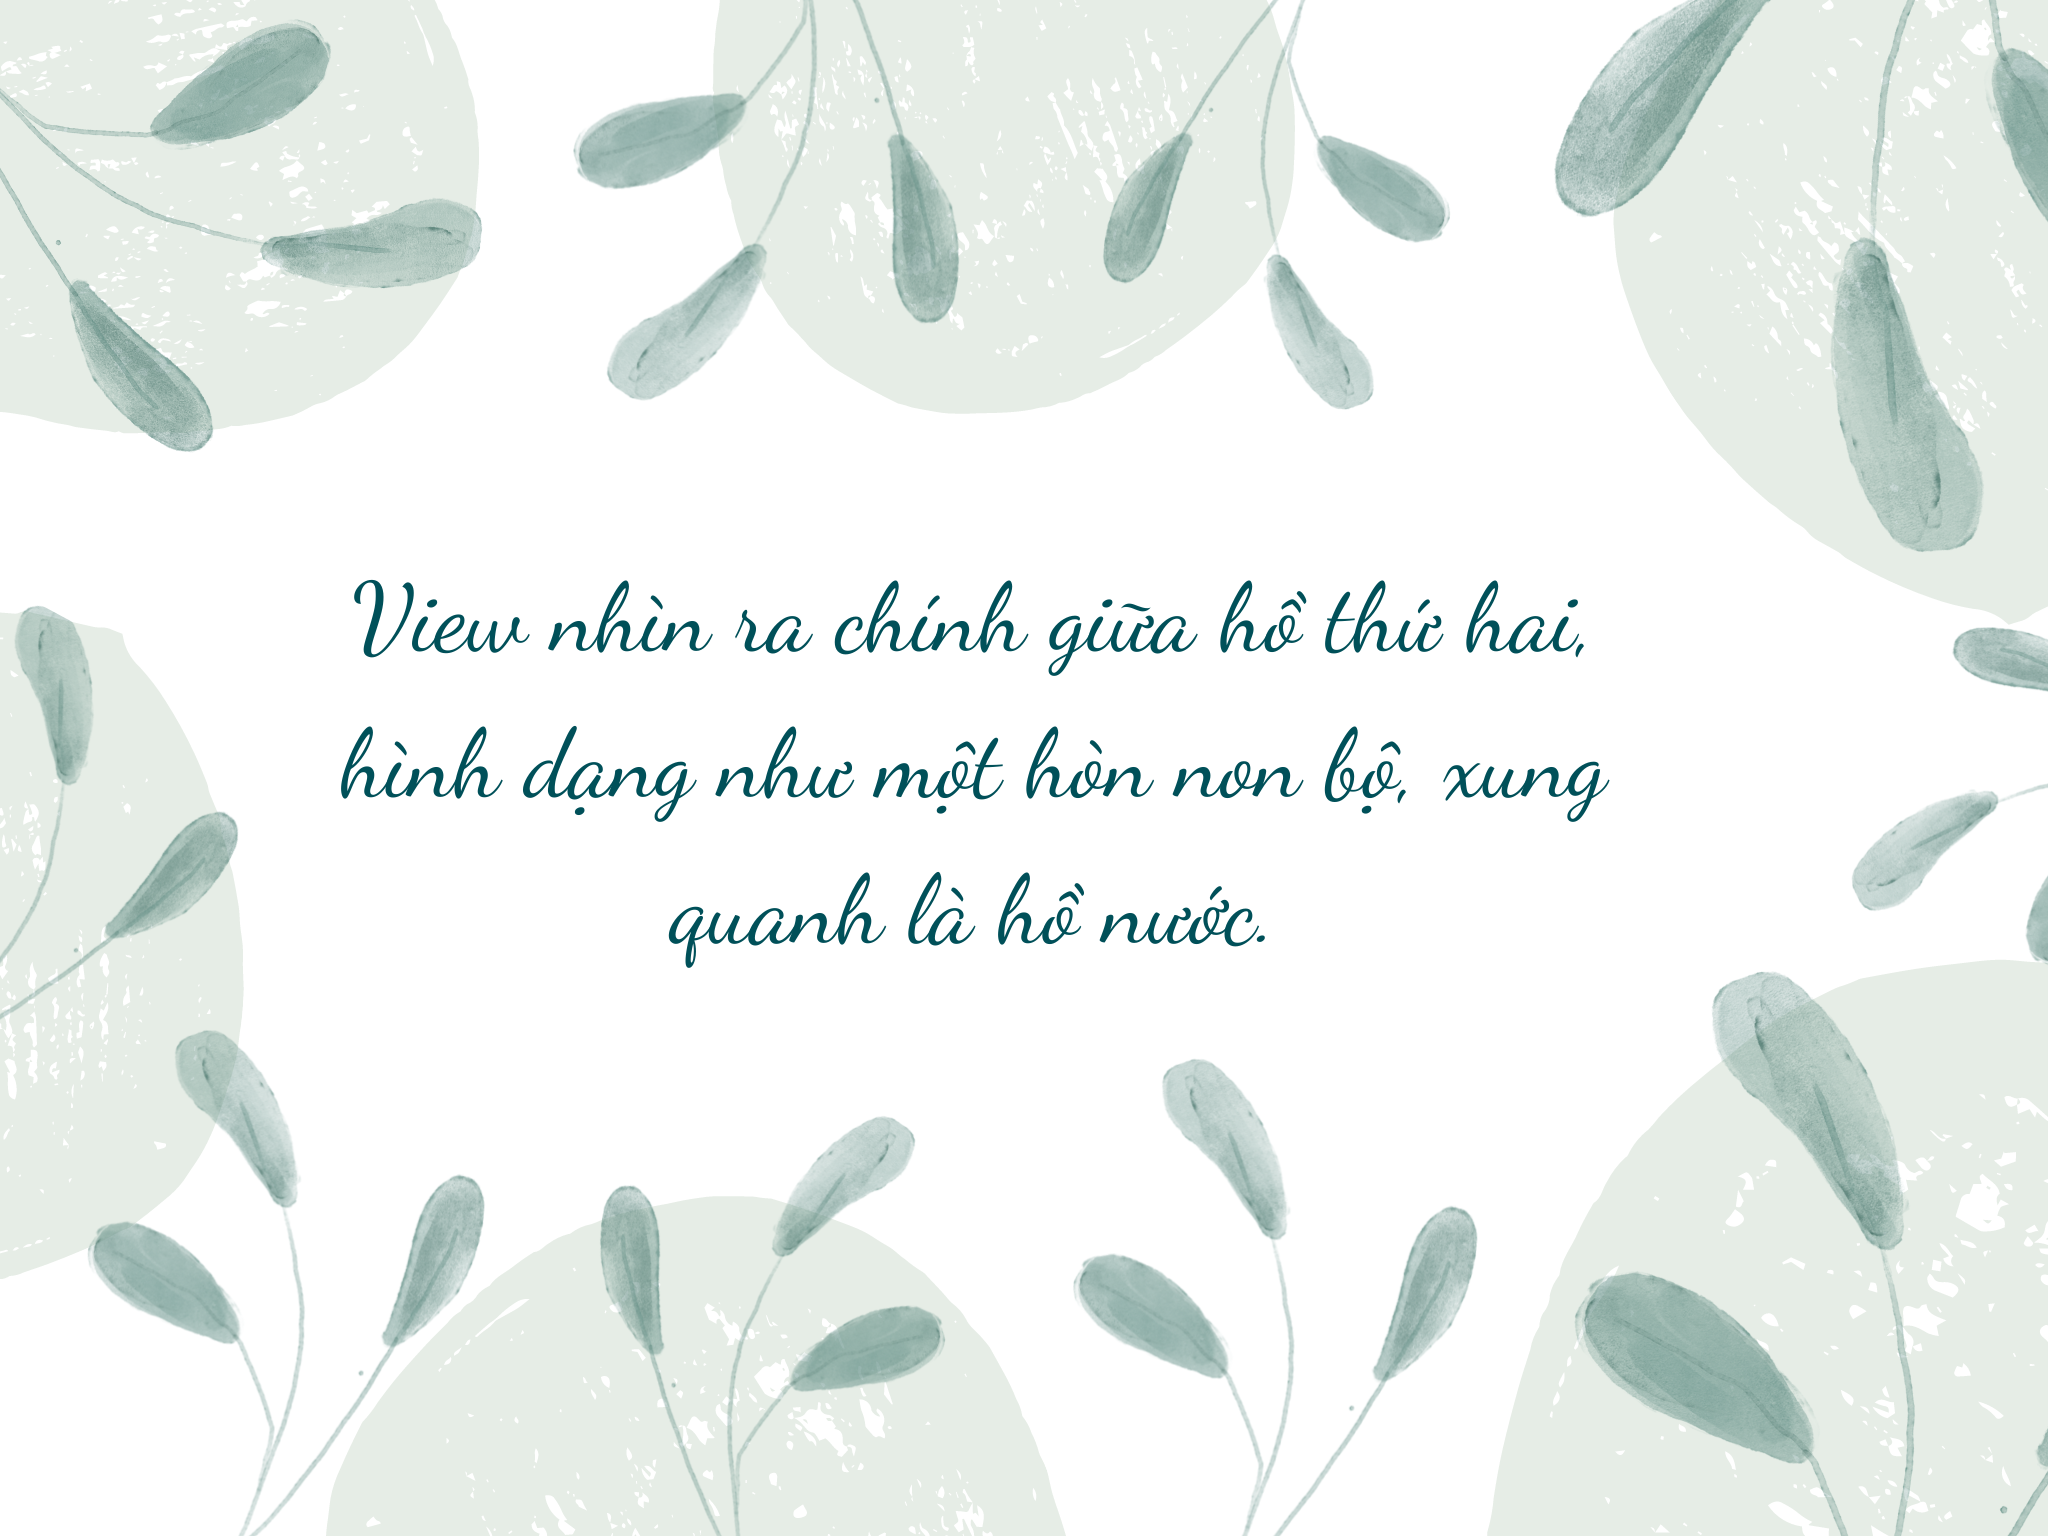 View nhìn ra chính giữa hồ thứ hai,
hình dạng như một hòn non bộ, xung
quanh là hồ nước.